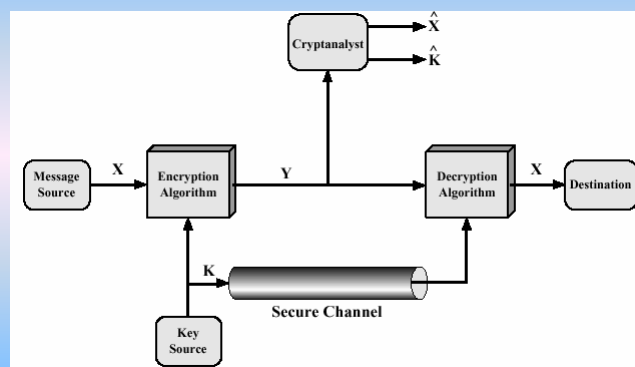 X̂
Cryptanalyst
K̂
Message
Source
X
Encryption
Algorithm
Y
Decryption
Algorithm
X
Destination
K
Secure Channel
Key
Source